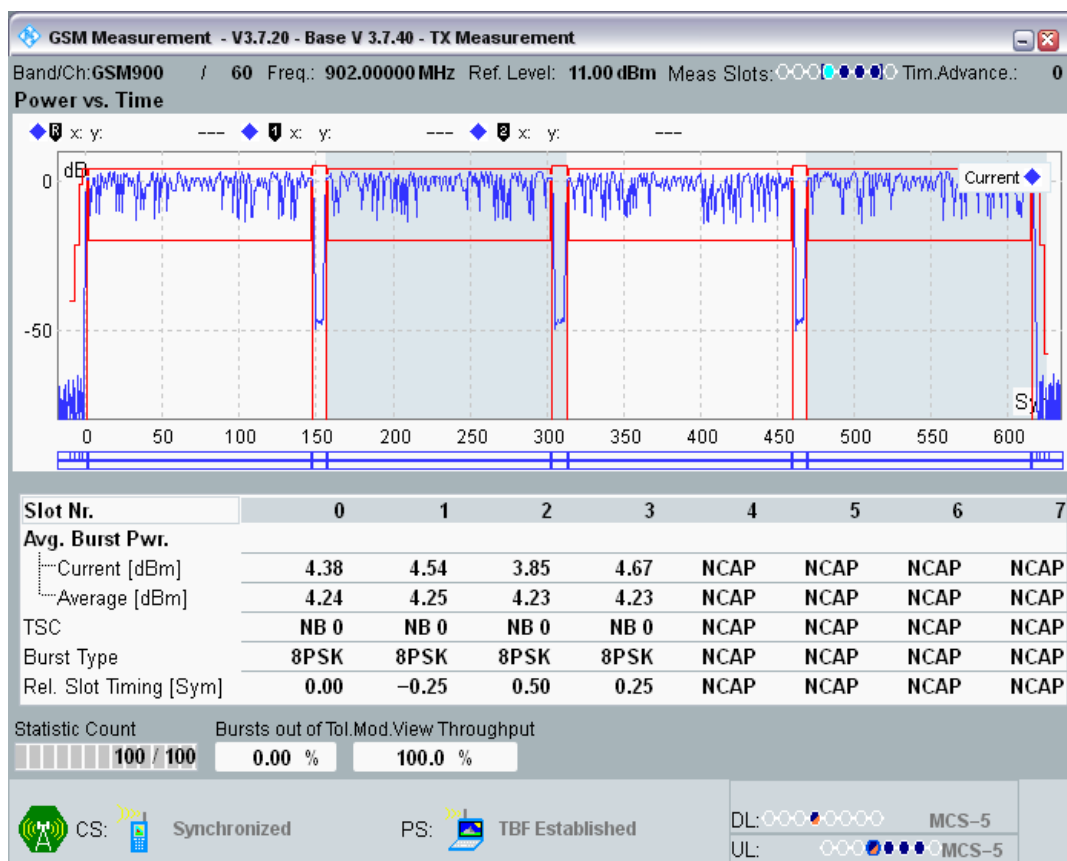 GSM Measurement - V3.7.20 - Base V 3.7.40 - TX Measurement
Band/Ch:GSM900 / 60 Freq.: 902.00000 MHz Ref. Level: 11.00 dBm Meas Slots: Tim.Advance.: 0
Power vs. Time
R x: y: --- 1 x: y: --- 2 x: y: ---
dB
0
Current
-50
Sy
0 50 100 150 200 250 300 350 400 450 500 550 600
Slot Nr. 0 1 2 3 4 5 6 7
Avg. Burst Pwr.
Current [dBm] 4.38 4.54 3.85 4.67 NCAP NCAP NCAP NCAP
Average [dBm] 4.24 4.25 4.23 4.23 NCAP NCAP NCAP NCAP
TSC NB 0 NB 0 NB 0 NB 0 NCAP NCAP NCAP NCAP
Burst Type 8PSK 8PSK 8PSK 8PSK NCAP NCAP NCAP NCAP
Rel. Slot Timing [Sym] 0.00 −0.25 0.50 0.25 NCAP NCAP NCAP NCAP
Statistic Count Bursts out of Tol.Mod.View Throughput
100 / 100 0.00 % 100.0 %
CS: Synchronized PS: TBF Established
DL: MCS−5
UL: MCS−5